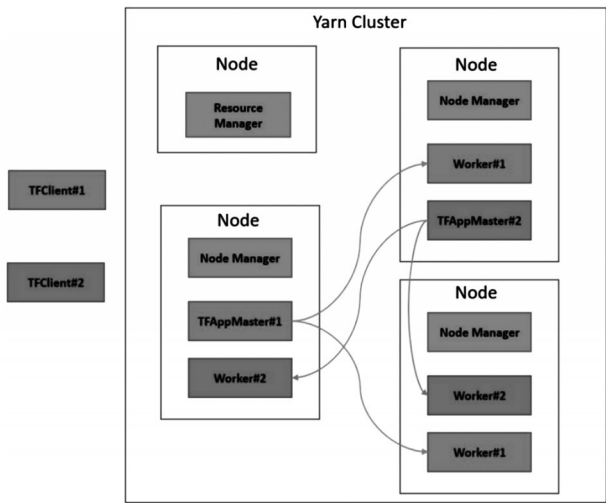 Yarn Cluster
Node
Resource
Manager
Node
Node Manager
Worker#1
TFAppMaster#2
TFClient#1
TFClient#2
Node
Node Manager
TFAppMaster#1
Worker#2
Node
Node Manager
Worker#2
Worker#1